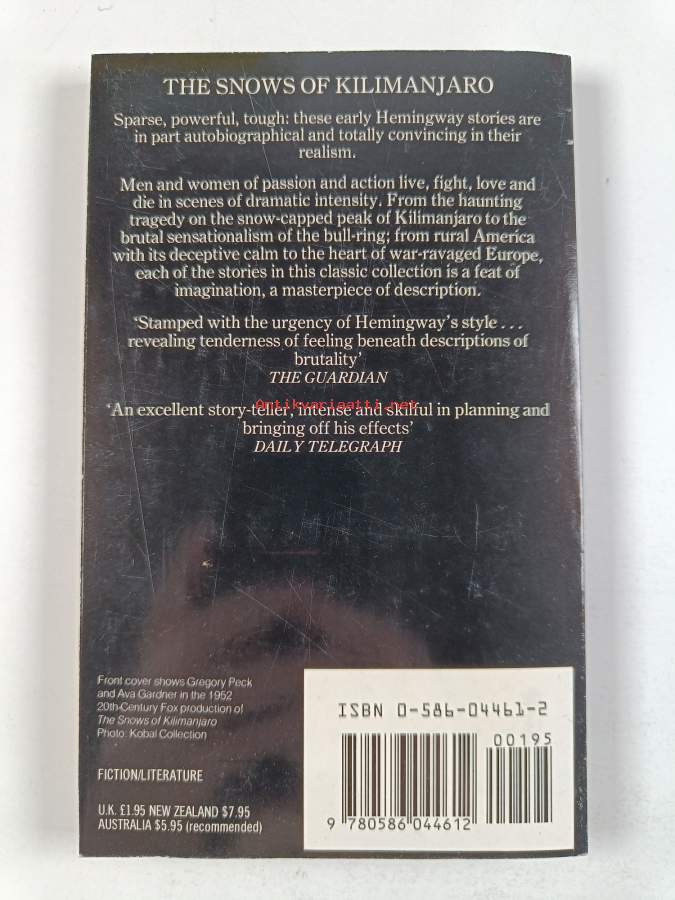 THE SNOWS OF KILIMANJARO
Sparse, powerful, tough: these early Hemingway stories are
in part autobiographical and totally convincing in their
realism.
Men and women of passion and action live, fight, love and
die in scenes of dramatic intensity. From the haunting
tragedy on the snow-capped peak of Kilimanjaro to the
brutal sensationalism of the bull-ring; from rural America
with its deceptive calm to the heart of war-ravaged Europe,
each of the stories in this classic collection is a feat of
imagination, a masterpiece of description.
'Stamped with the urgency of Hemingway's style . . .
revealing tenderness of feeling beneath descriptions of
brutality'
THE GUARDIAN
Antikvariaatti.net
'An excellent story-teller, intense and skilful in planning and
bringing off his effects'
DAILY TELEGRAPH
Front cover shows Gregory Peck
and Ava Gardner in the 1952
20th-Century Fox production of
The Snows of Kilimanjaro
Photo: Kobal Collection
FICTION/LITERATURE
U.K. £1.95 NEW ZEALAND $7.95
AUSTRALIA $5.95 (recommended)
ISBN 0-586-04461-2
00195
9 780586 044612